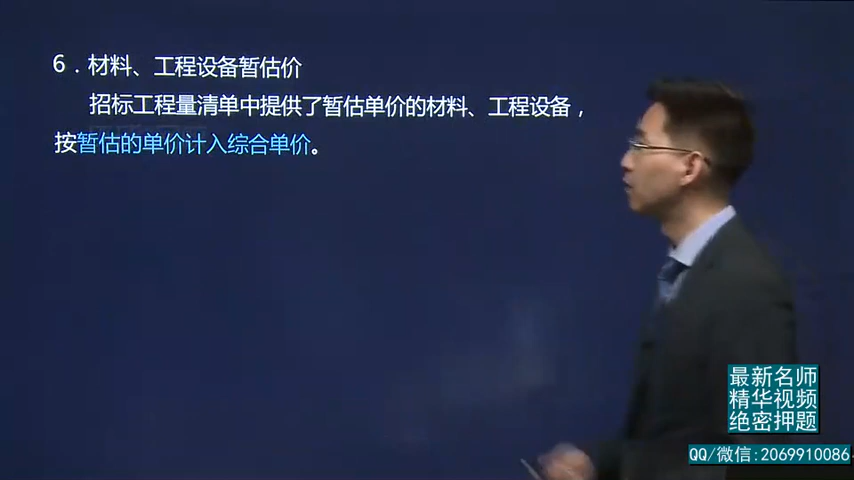 6．材料、工程设备暂估价
招标工程量清单中提供了暂估单价的材料、工程设备，
按暂估的单价计入综合单价。
最新名师
精华视频
绝密押题
QQ/微信:2069910086